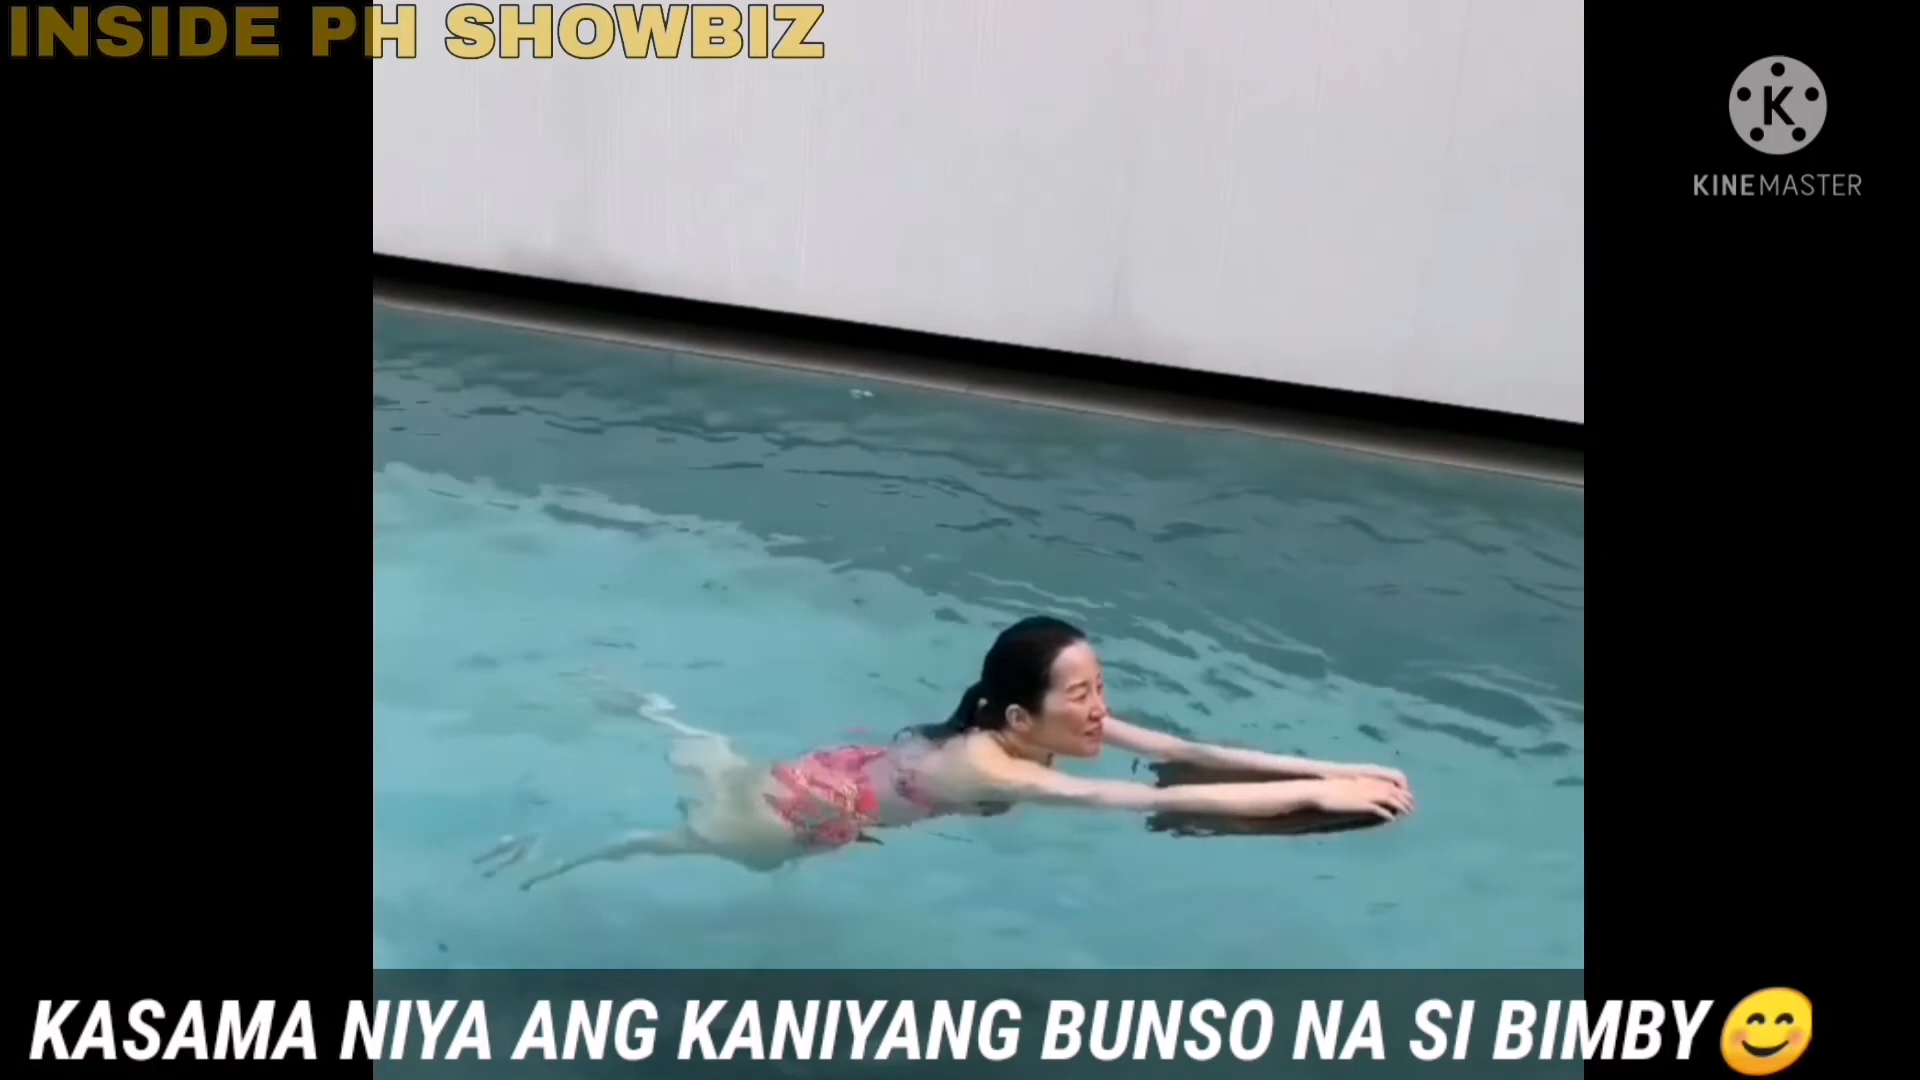 INSIDE PH SHOWBIZ
K
KINEMASTER
KASAMA NIYA ANG KANIYANG BUNSO NA SI BIMBY😊